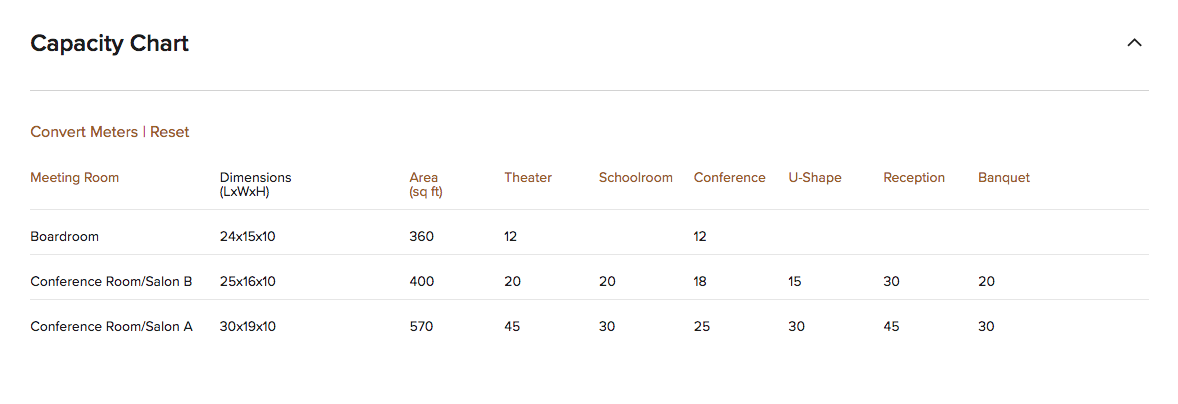 Capacity Chart
Convert Meters | Reset
Meeting Room Dimensions (LxWxH) Area (sq ft) Theater Schoolroom Conference U-Shape Reception Banquet
Boardroom 24x15x10 360 12 12
Conference Room/Salon B 25x16x10 400 20 20 18 15 30 20
Conference Room/Salon A 30x19x10 570 45 30 25 30 45 30